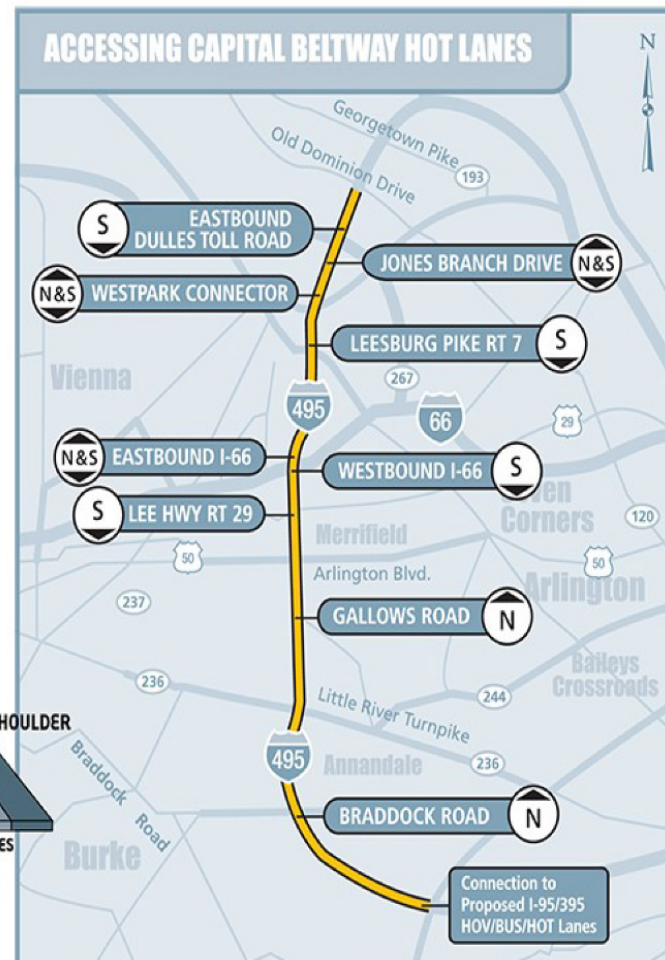 ACCESSING CAPITAL BELTWAY HOT LANES
N
Georgetown Pike
193
Old Dominion Drive
S
EASTBOUND
DULLES TOLL ROAD
JONES BRANCH DRIVE
N&S
N&S
WESTPARK CONNECTOR
LEESBURG PIKE RT 7
S
Vienna
267
495
66
29
N&S
EASTBOUND I-66
WESTBOUND I-66
S
S
LEE HWY RT 29
ven
Corners
120
Merrifield
50
50
Arlington Blvd.
Arlington
237
GALLOWS ROAD
N
Baileys
Crossroads
236
244
Little River Turnpike
HOULDER
495
236
Annandale
Braddock Road
BRADDOCK ROAD
N
ES
Burke
Connection to
Proposed I-95/395
HOV/BUS/HOT Lanes